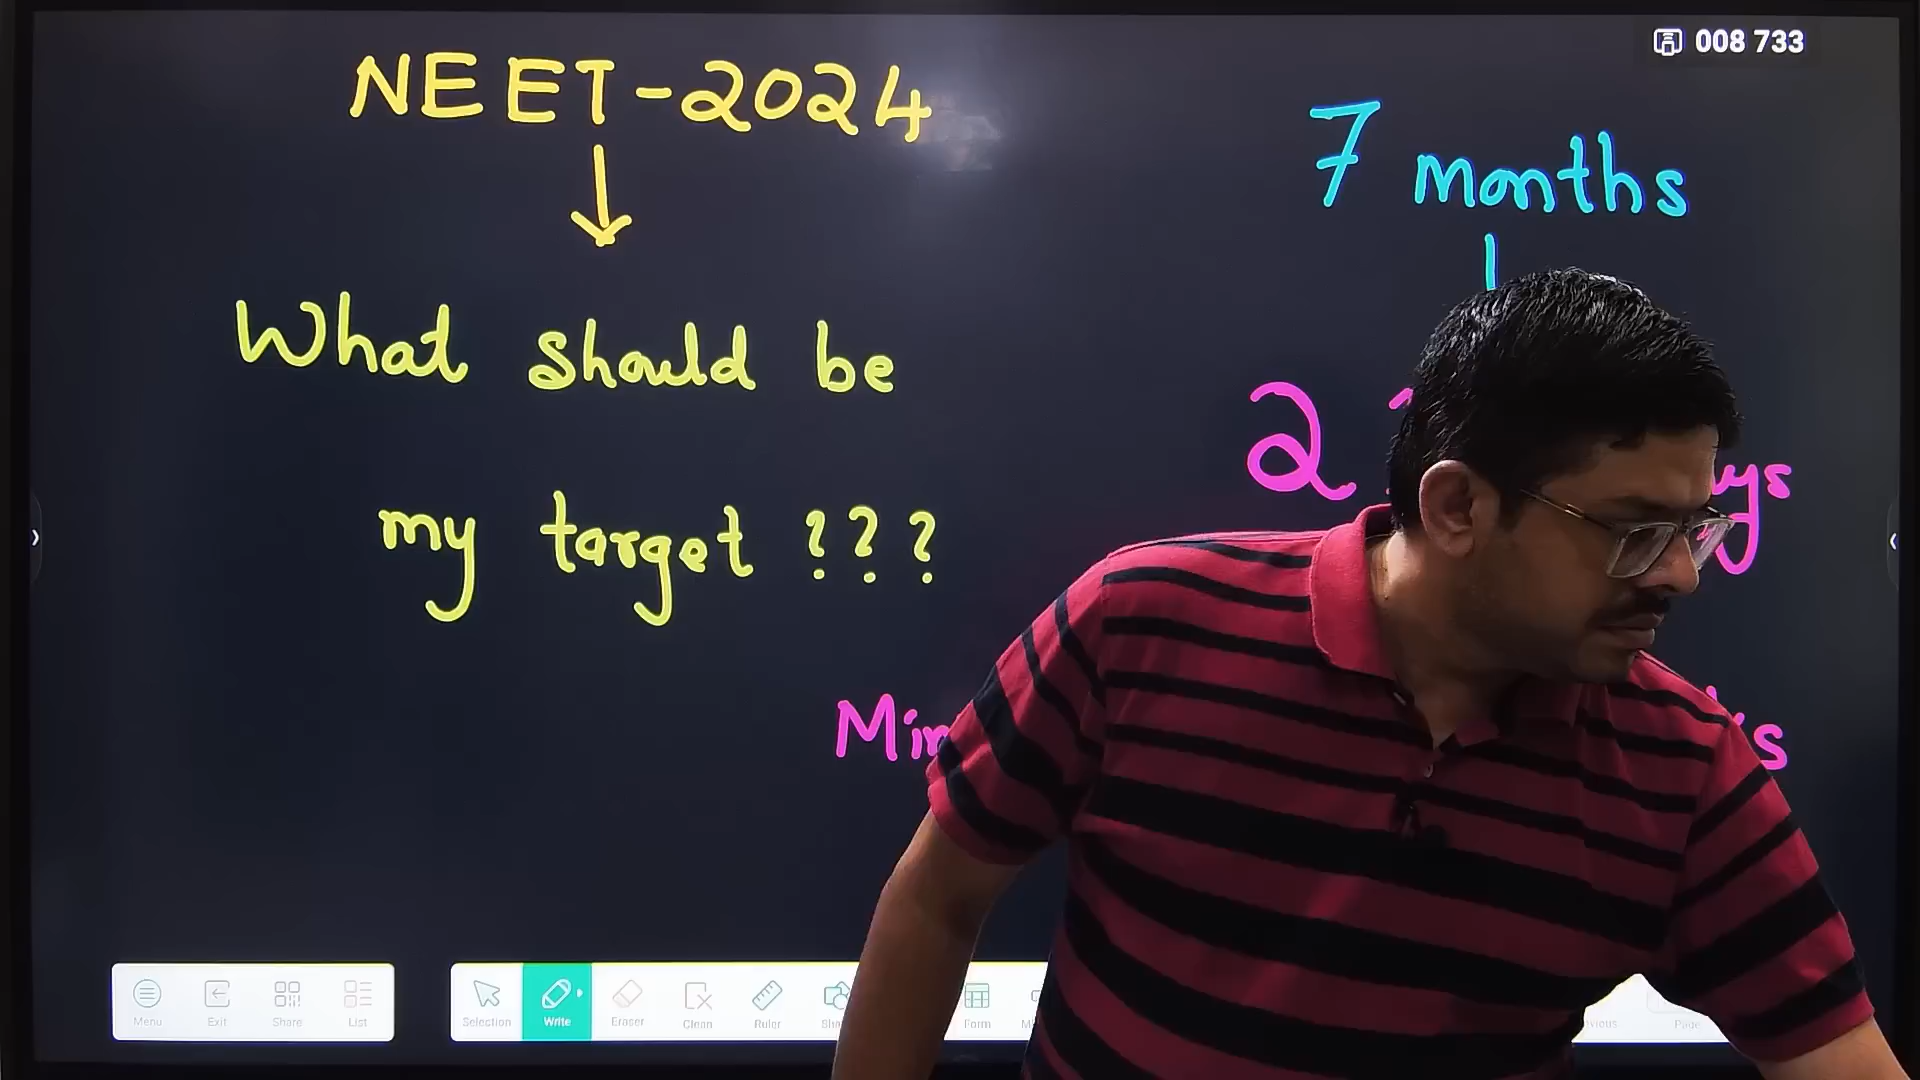 008 733
NEET-2024
What should be
my target ???
7 months
2
Menu Exit Share List
Selection Write Eraser Clean Ruler Form Page